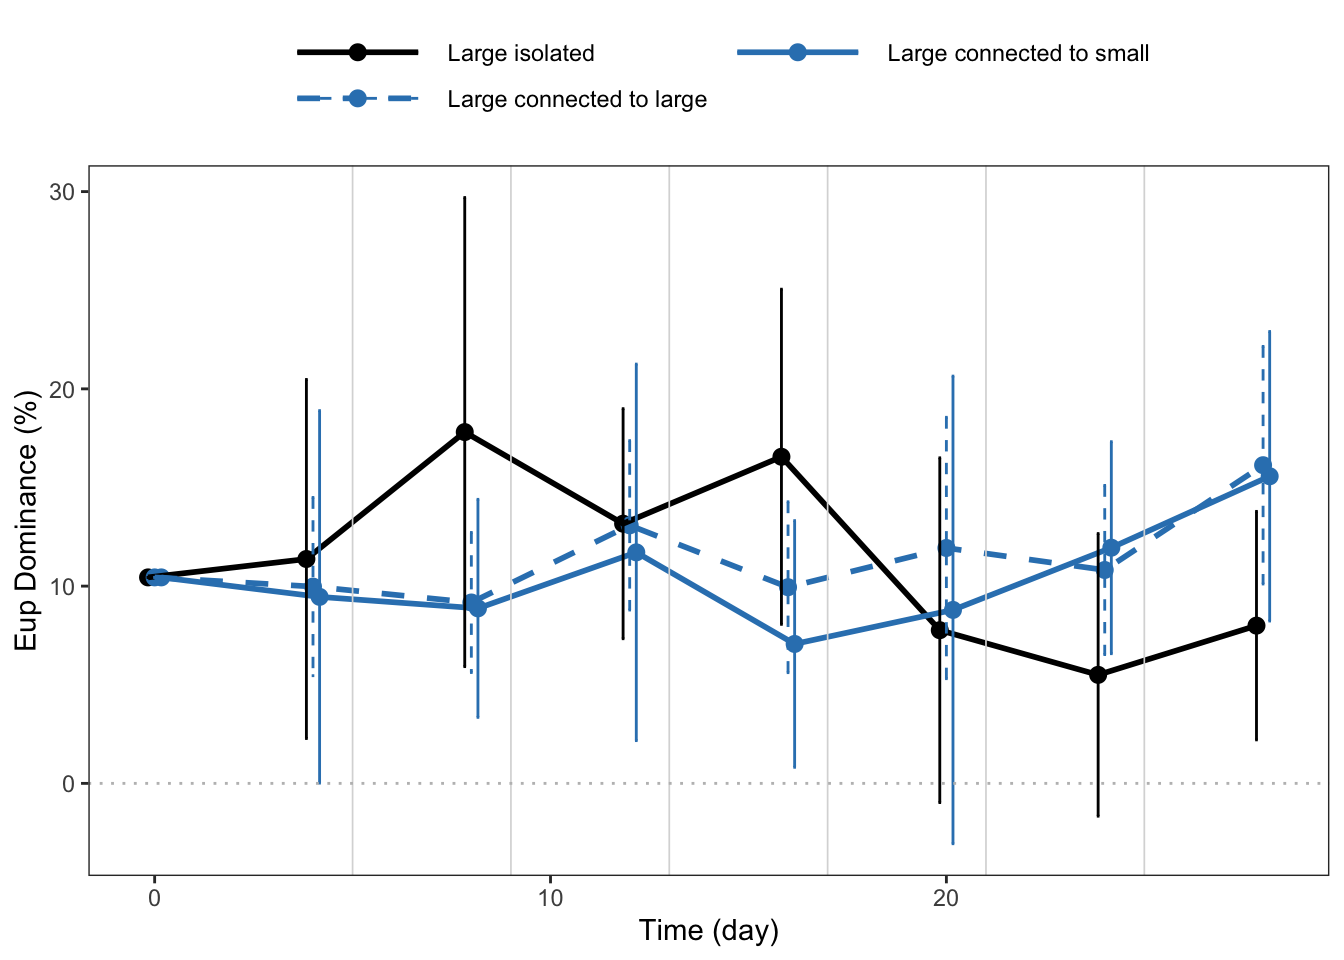 Large isolated
Large connected to small
Large connected to large
Eup Dominance (%)
30
20
10
0
0
10
20
Time (day)